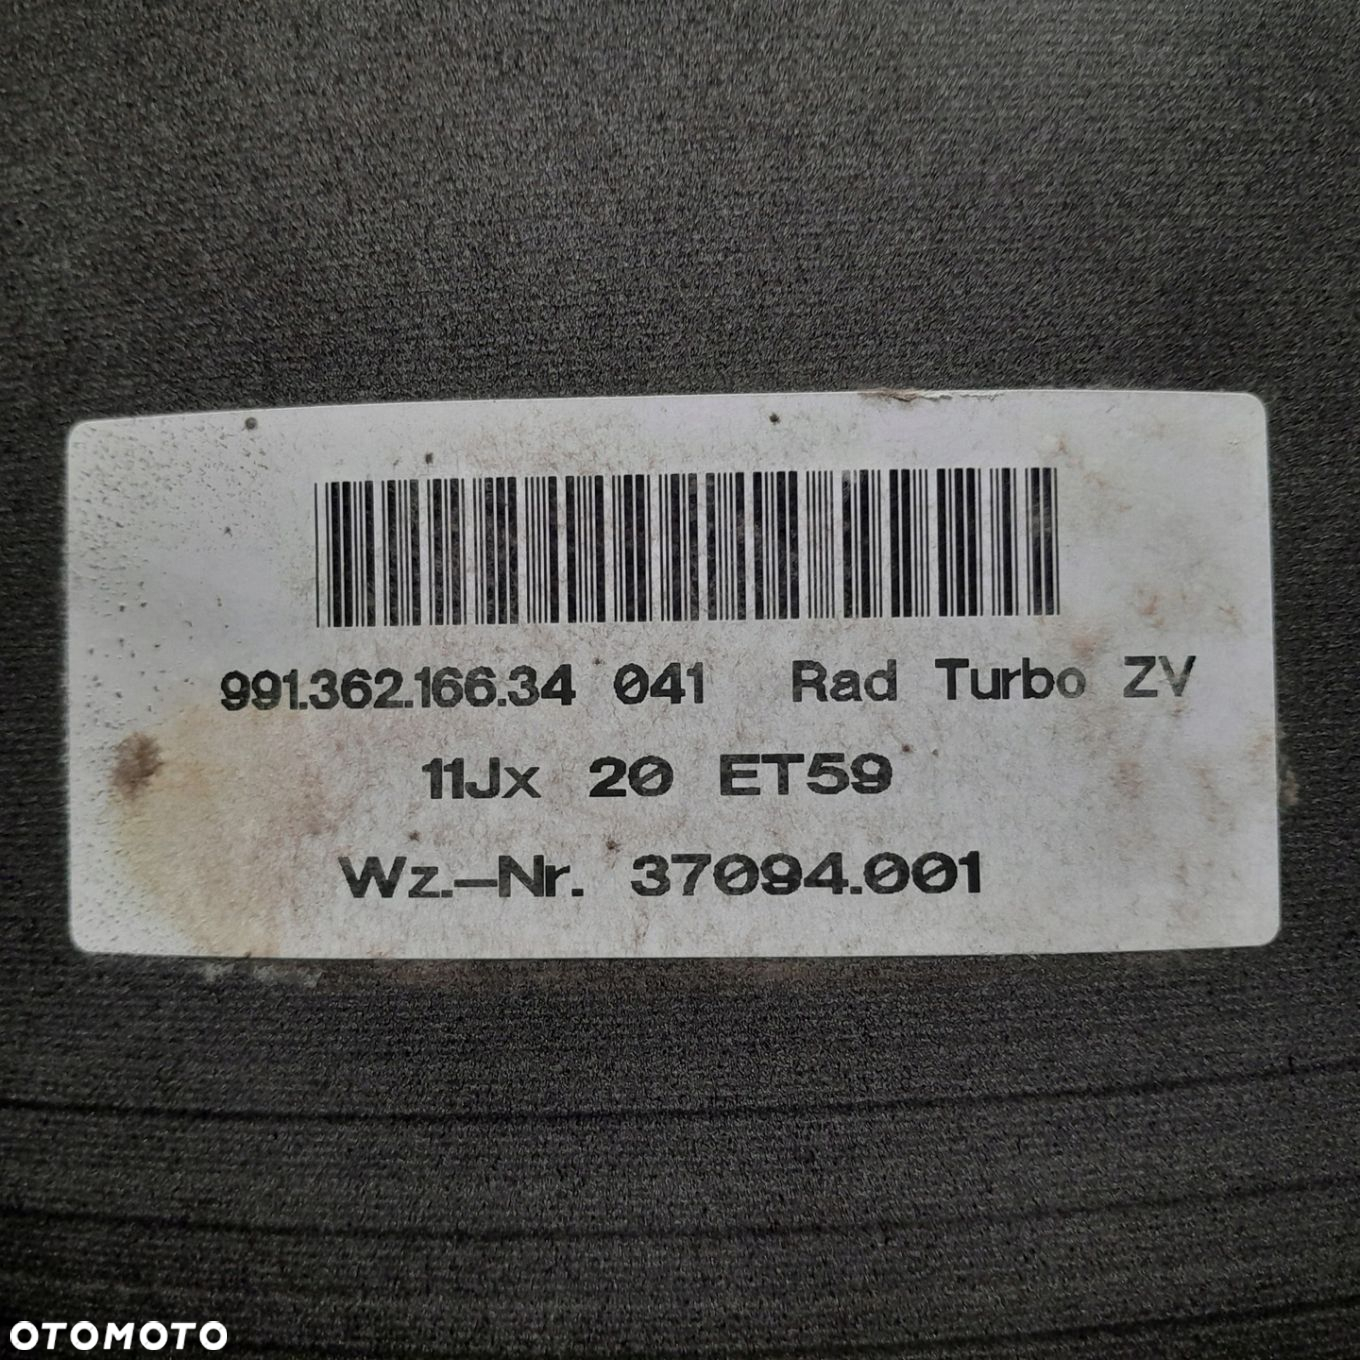 991.362.166.34 041 Rad Turbo ZV
11Jx 20 ET59
Wz.-Nr. 37094.001
OTOMOTO